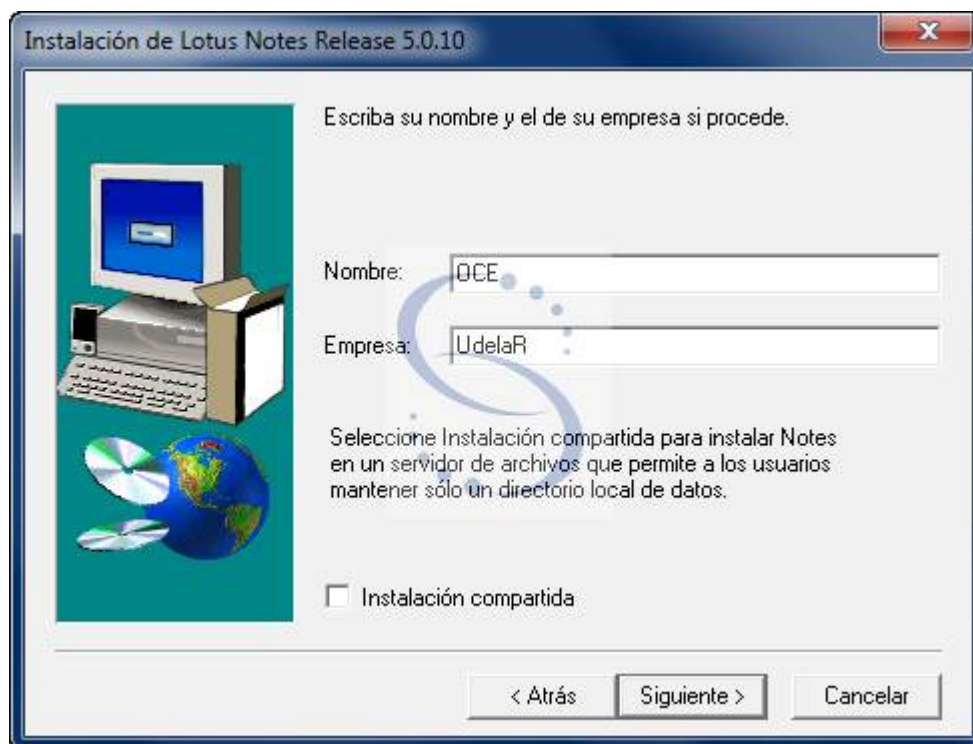 Instalación de Lotus Notes Release 5.0.10
Escriba su nombre y el de su empresa si procede.
Nombre: OCE
Empresa: UdelaR
Seleccione Instalación compartida para instalar Notes
en un servidor de archivos que permite a los usuarios
mantener sólo un directorio local de datos.
Instalación compartida
< Atrás Siguiente > Cancelar